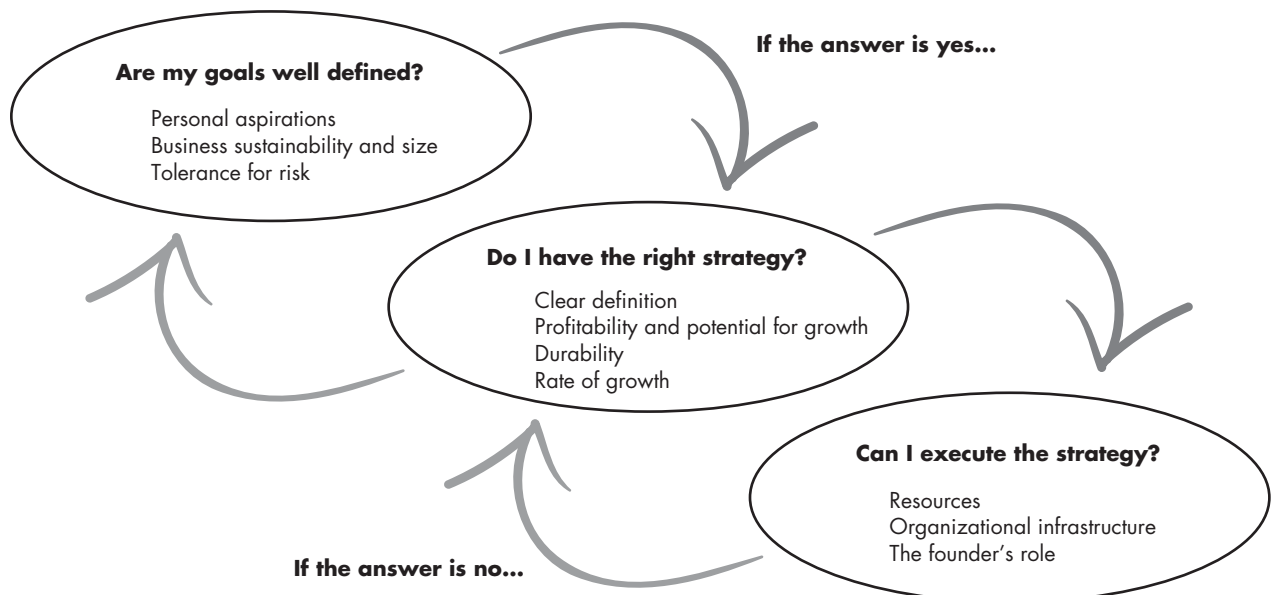 Are my goals well defined?
Personal aspirations
Business sustainability and size
Tolerance for risk
If the answer is yes...
Do I have the right strategy?
Clear definition
Profitability and potential for growth
Durability
Rate of growth
Can I execute the strategy?
Resources
Organizational infrastructure
The founder’s role
If the answer is no...